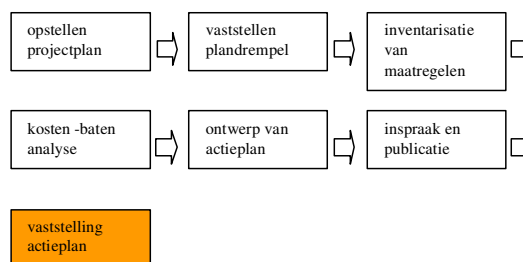 opstellen
projectplan
vaststellen
plandrempel
inventarisatie
van
maatregelen
kosten -baten
analyse
ontwerp van
actieplan
inspraak en
publicatie
vaststelling
actieplan